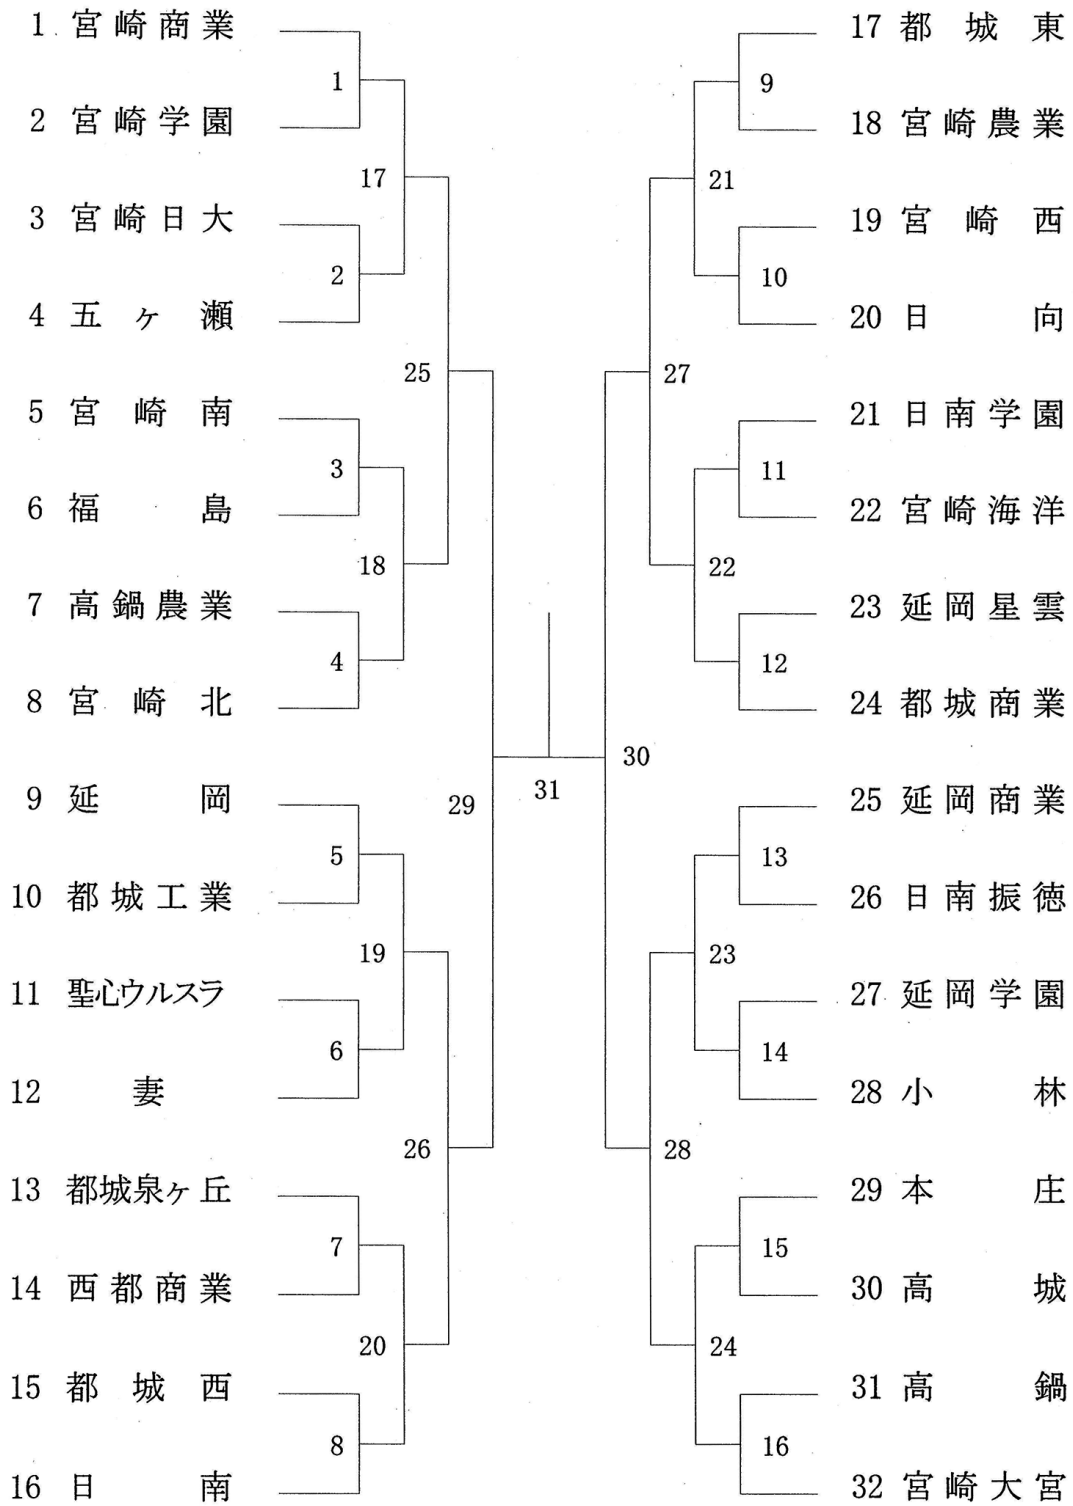 1 宮崎商業
2 宮崎学園
3 宮崎日大
4 五ヶ瀬
5 宮崎南
6 福島
7 高鍋農業
8 宮崎北
9 延岡
10 都城工業
11 聖心ウルスラ
12 妻
13 都城泉ヶ丘
14 西都商業
15 都城西
16 日南
1
2
3
4
5
6
7
8
17
18
19
20
25
26
29
31
30
27
28
21
22
23
24
9
10
11
12
13
14
15
16
17 都城東
18 宮崎農業
19 宮崎西
20 日向
21 日南学園
22 宮崎海洋
23 延岡星雲
24 都城商業
25 延岡商業
26 日南振徳
27 延岡学園
28 小林
29 本庄
30 高城
31 高鍋
32 宮崎大宮